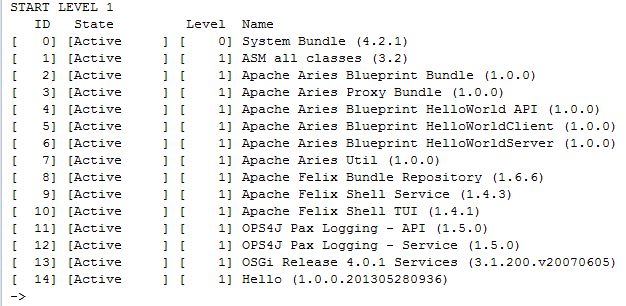 START LEVEL 1
   ID   State         Level  Name
[   0] [Active     ] [    0] System Bundle (4.2.1)
[   1] [Active     ] [    1] ASM all classes (3.2)
[   2] [Active     ] [    1] Apache Aries Blueprint Bundle (1.0.0)
[   3] [Active     ] [    1] Apache Aries Proxy Bundle (1.0.0)
[   4] [Active     ] [    1] Apache Aries Blueprint HelloWorld API (1.0.0)
[   5] [Active     ] [    1] Apache Aries Blueprint HelloWorldClient (1.0.0)
[   6] [Active     ] [    1] Apache Aries Blueprint HelloWorldServer (1.0.0)
[   7] [Active     ] [    1] Apache Aries Util (1.0.0)
[   8] [Active     ] [    1] Apache Felix Bundle Repository (1.6.6)
[   9] [Active     ] [    1] Apache Felix Shell Service (1.4.3)
[  10] [Active     ] [    1] Apache Felix Shell TUI (1.4.1)
[  11] [Active     ] [    1] OPS4J Pax Logging - API (1.5.0)
[  12] [Active     ] [    1] OPS4J Pax Logging - Service (1.5.0)
[  13] [Active     ] [    1] OSGi Release 4.0.1 Services (3.1.200.v20070605)
[  14] [Active     ] [    1] Hello (1.0.0.201305280936)
->